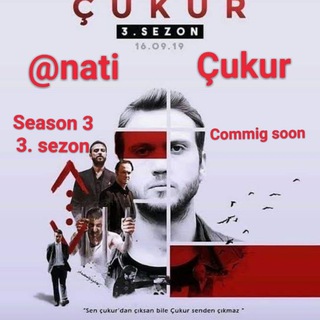 ÇUKUR
3.SEZON
16.09.19
@nati Çukur
Season 3
3. sezon
Commig soon
"Sen çukur'dan çıksan bile Çukur senden çıkmaz "